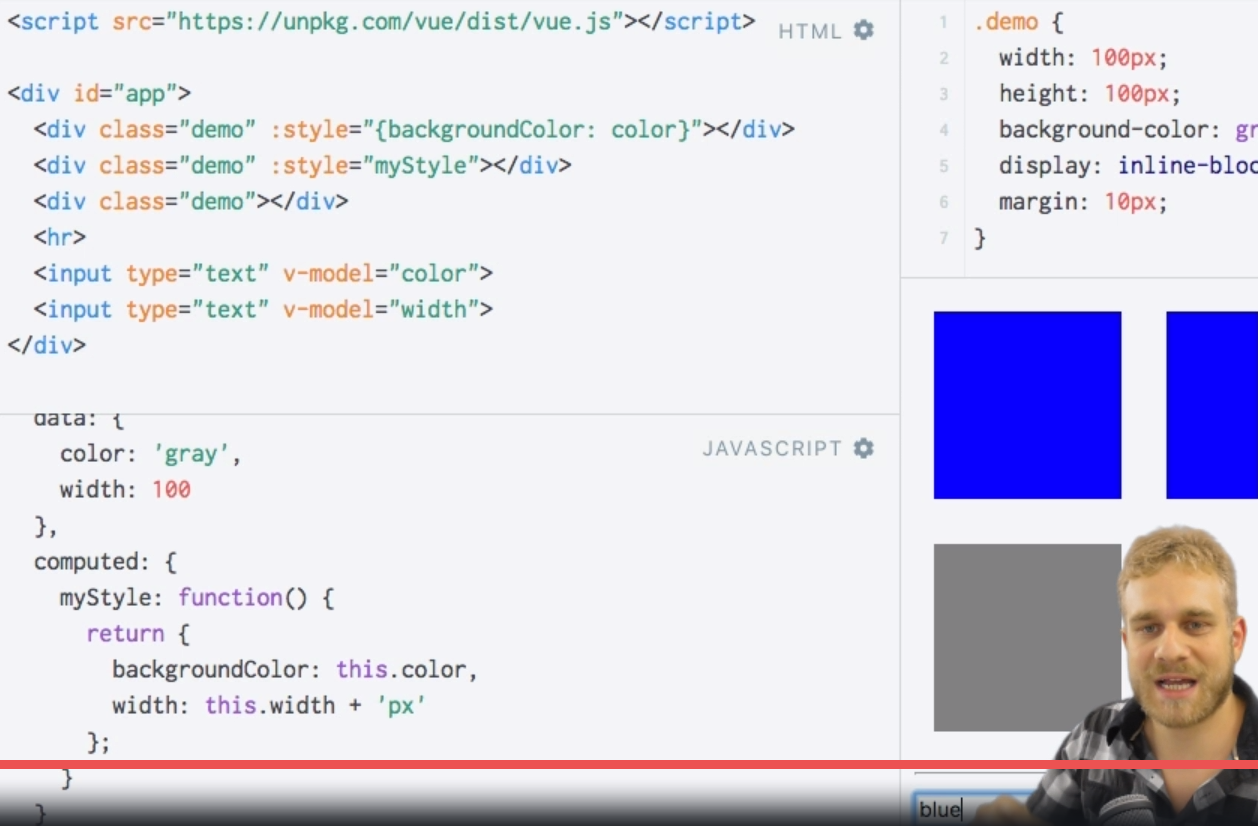 <script src="https://unpkg.com/vue/dist/vue.js"></script>
HTML
<div id="app">
<div class="demo" :style="{backgroundColor: color}"></div>
<div class="demo" :style="myStyle"></div>
<div class="demo"></div>
<hr>
<input type="text" v-model="color">
<input type="text" v-model="width">
</div>
data: {
JAVASCRIPT
color: 'gray',
width: 100
},
computed: {
myStyle: function() {
return {
backgroundColor: this.color,
width: this.width + 'px'
};
}
}
1 .demo {
2 width: 100px;
3 height: 100px;
4 background-color: gr
5 display: inline-bloc
6 margin: 10px;
7 }
blue